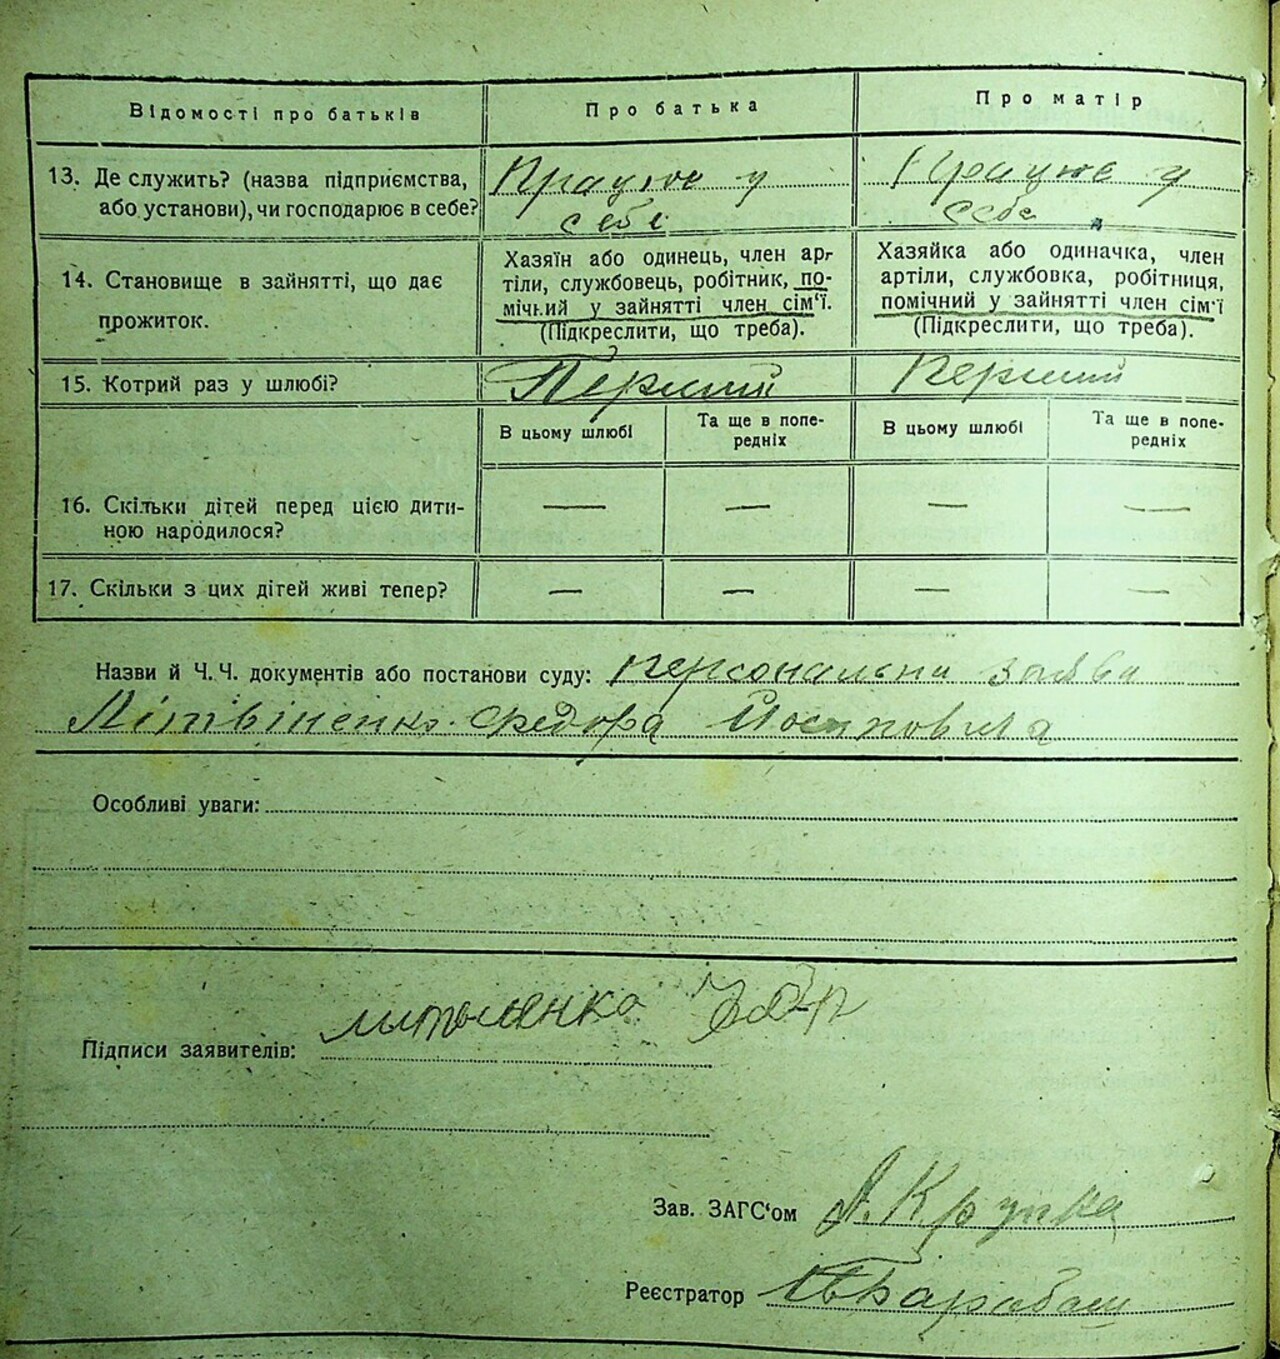 Відомості про батьків
Про батька
Про матір
13. Де служить? (назва підприємства,
або установи), чи господарює в себе?
Працює у
себе
Працює у
себе
14. Становище в зайнятті, що дає
прожиток.
Хазяїн або одинець, член ар-
тіли, службовець, робітник, по-
мічний у зайнятті член сім'ї.
(Підкреслити, що треба).
Хазяйка або одиначка, член
артіли, службовка, робітниця,
помічний у зайнятті член сім'ї
(Підкреслити, що треба).
15. Котрий раз у шлюбі?
Перший
Перший
В цьому шлюбі
Та ще в попе-
редніх
В цьому шлюбі
Та ще в попе-
редніх
16. Скільки дітей перед цією дити-
ною народилося?
— — — —
17. Скільки з цих дітей живі тепер?
— — — —
Назви й Ч.Ч. документів або постанови суду: персональна заява
Літвіненко Федора Йосиповича
Особливі уваги:
Підписи заявителів:
Зав. ЗАГС'ом А. Крупка
Реєстратор Барабаш